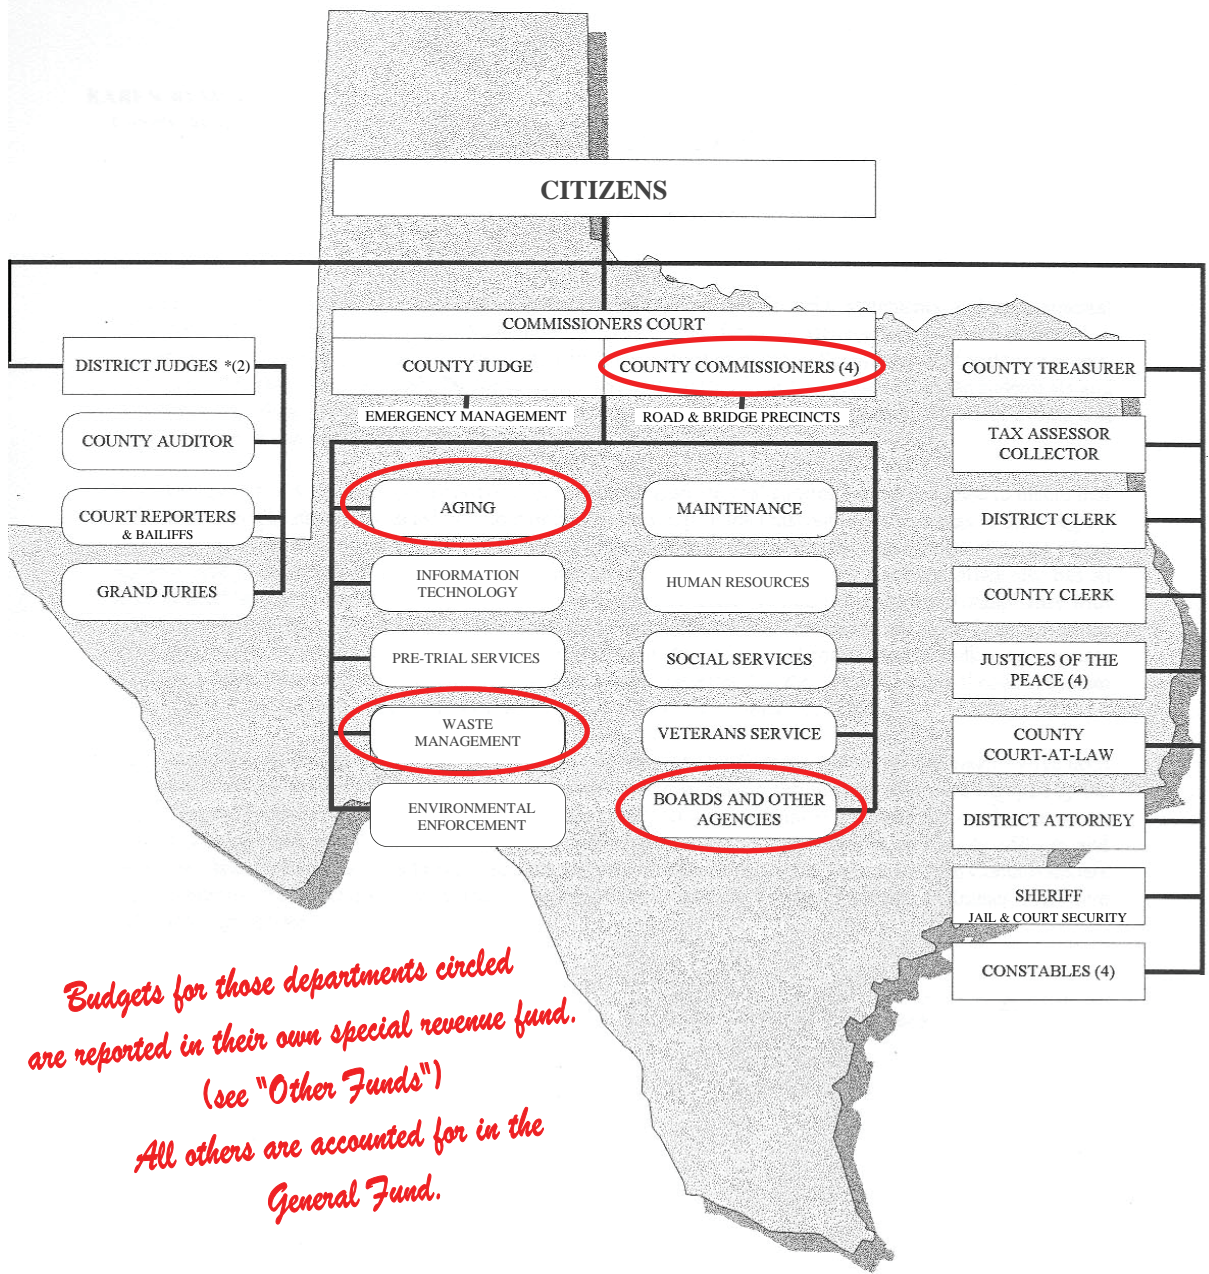 CITIZENS
COMMISSIONERS COURT
COUNTY JUDGE
COUNTY COMMISSIONERS (4)
EMERGENCY MANAGEMENT
ROAD & BRIDGE PRECINCTS
DISTRICT JUDGES *(2)
COUNTY AUDITOR
COURT REPORTERS
& BAILIFFS
GRAND JURIES
AGING
INFORMATION
TECHNOLOGY
PRE-TRIAL SERVICES
WASTE
MANAGEMENT
ENVIRONMENTAL
ENFORCEMENT
MAINTENANCE
HUMAN RESOURCES
SOCIAL SERVICES
VETERANS SERVICE
BOARDS AND OTHER
AGENCIES
COUNTY TREASURER
TAX ASSESSOR
COLLECTOR
DISTRICT CLERK
COUNTY CLERK
JUSTICES OF THE
PEACE (4)
COUNTY
COURT-AT-LAW
DISTRICT ATTORNEY
SHERIFF
JAIL & COURT SECURITY
CONSTABLES (4)
Budgets for those departments circled
are reported in their own special revenue fund.
(see "Other Funds")
All others are accounted for in the
General Fund.